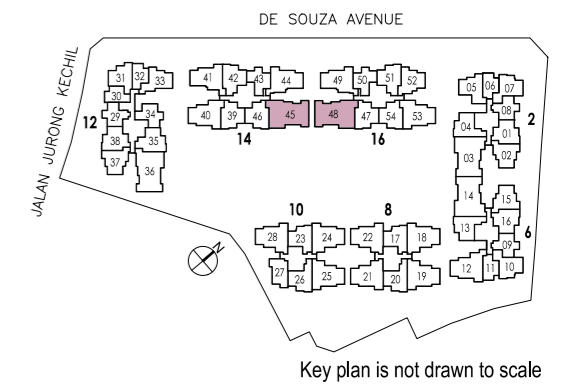 DE SOUZA AVENUE
JALAN JURONG KECHIL
31 32 33
30
29 34
12
38 35
37 36
41 42 43 44
40 39 46 45
14
49 50 51 52
48 47 54 53
16
05 06 07
08
2
04 01
03 02
14 15
16
13 6
09
12 11 10
10
28 23 24
27 26 25
8
22 17 18
21 20 19
N
Key plan is not drawn to scale